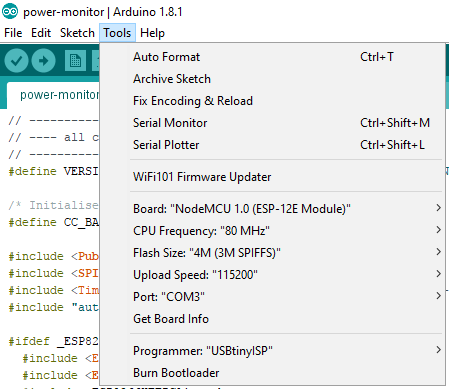 power-monitor | Arduino 1.8.1
File Edit Sketch Tools Help
Auto Format Ctrl+T
Archive Sketch
Fix Encoding & Reload
Serial Monitor Ctrl+Shift+M
Serial Plotter Ctrl+Shift+L
WiFi101 Firmware Updater
Board: "NodeMCU 1.0 (ESP-12E Module)"
CPU Frequency: "80 MHz"
Flash Size: "4M (3M SPIFFS)"
Upload Speed: "115200"
Port: "COM3"
Get Board Info
Programmer: "USBtinyISP"
Burn Bootloader
power-monitor
// -----------
// ---- all c
// -----------
#define VERSI
/* Initialise
#define CC_BA
#include <Pub
#include <SPI
#include <Tim
#include "aut
#ifdef _ESP82
#include <E
#include <E